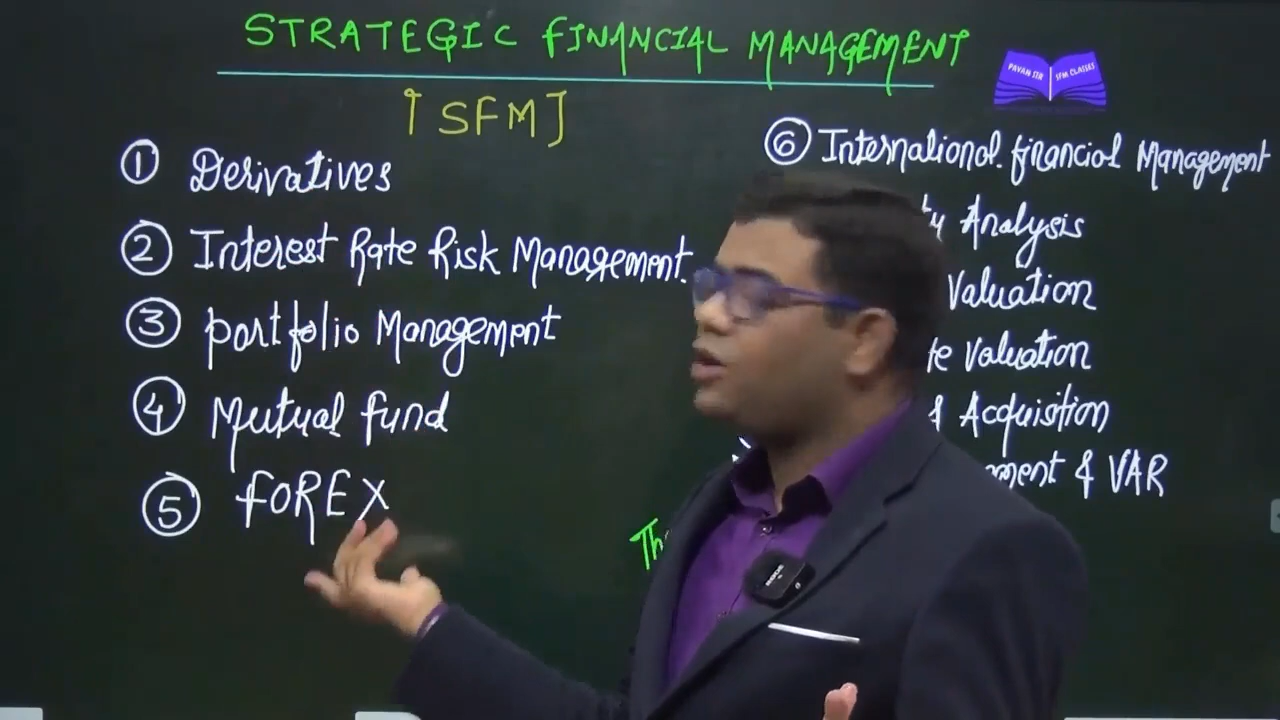 STRATEGIC FINANCIAL MANAGEMENT
[SFM]
PAVAN SIR SFM CLASSES
① Derivatives
② Interest Rate Risk Management.
③ Portfolio Management
④ Mutual fund
⑤ FOREX
⑥ International financial Management
Analysis
Valuation
Valuation
Acquisition
& VAR